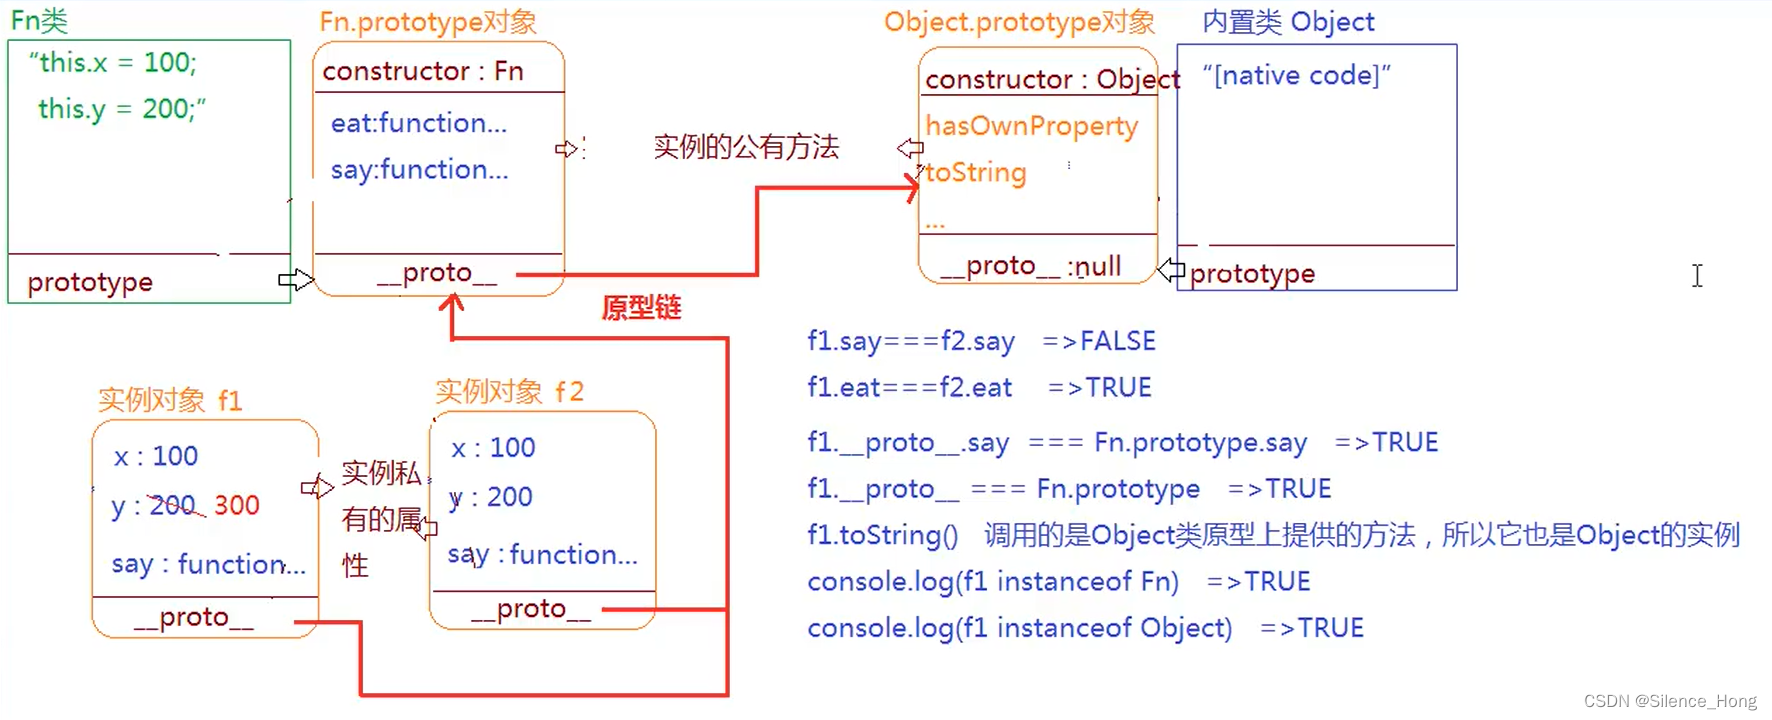 Fn类
“this.x = 100;
this.y = 200;”
prototype
Fn.prototype对象
constructor : Fn
eat:function...
say:function...
__proto__
实例的公有方法
Object.prototype对象
constructor : Object
hasOwnProperty
toString
...
__proto__ :null
内置类 Object
“[native code]”
prototype
原型链
实例对象 f1
x : 100
y : 200 300
say : function...
__proto__
实例私
有的属
性
实例对象 f2
x : 100
y : 200
say : function...
__proto__
f1.say===f2.say =>FALSE
f1.eat===f2.eat =>TRUE
f1.__proto__.say === Fn.prototype.say =>TRUE
f1.__proto__ === Fn.prototype =>TRUE
f1.toString() 调用的是Object类原型上提供的方法，所以它也是Object的实例
console.log(f1 instanceof Fn) =>TRUE
console.log(f1 instanceof Object) =>TRUE
CSDN @Silence_Hong